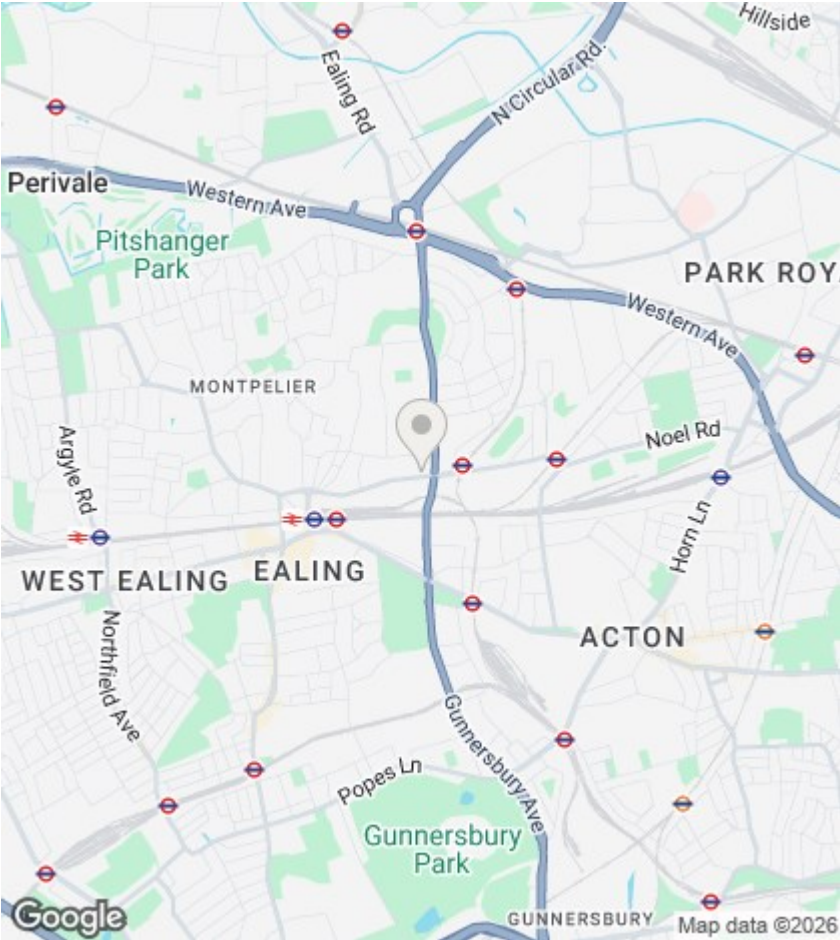 Hillside
Ealing Rd
N Circular Rd.
Perivale
Western Ave
Pitshanger
Park
PARK ROY
Western Ave
MONTPELIER
Argyle Rd
Noel Rd
Horn Ln
WEST EALING
EALING
ACTON
Northfield Ave
Gunnersbury Ave
Popes Ln
Gunnersbury
Park
Google
GUNNERSBURY
Map data ©2026